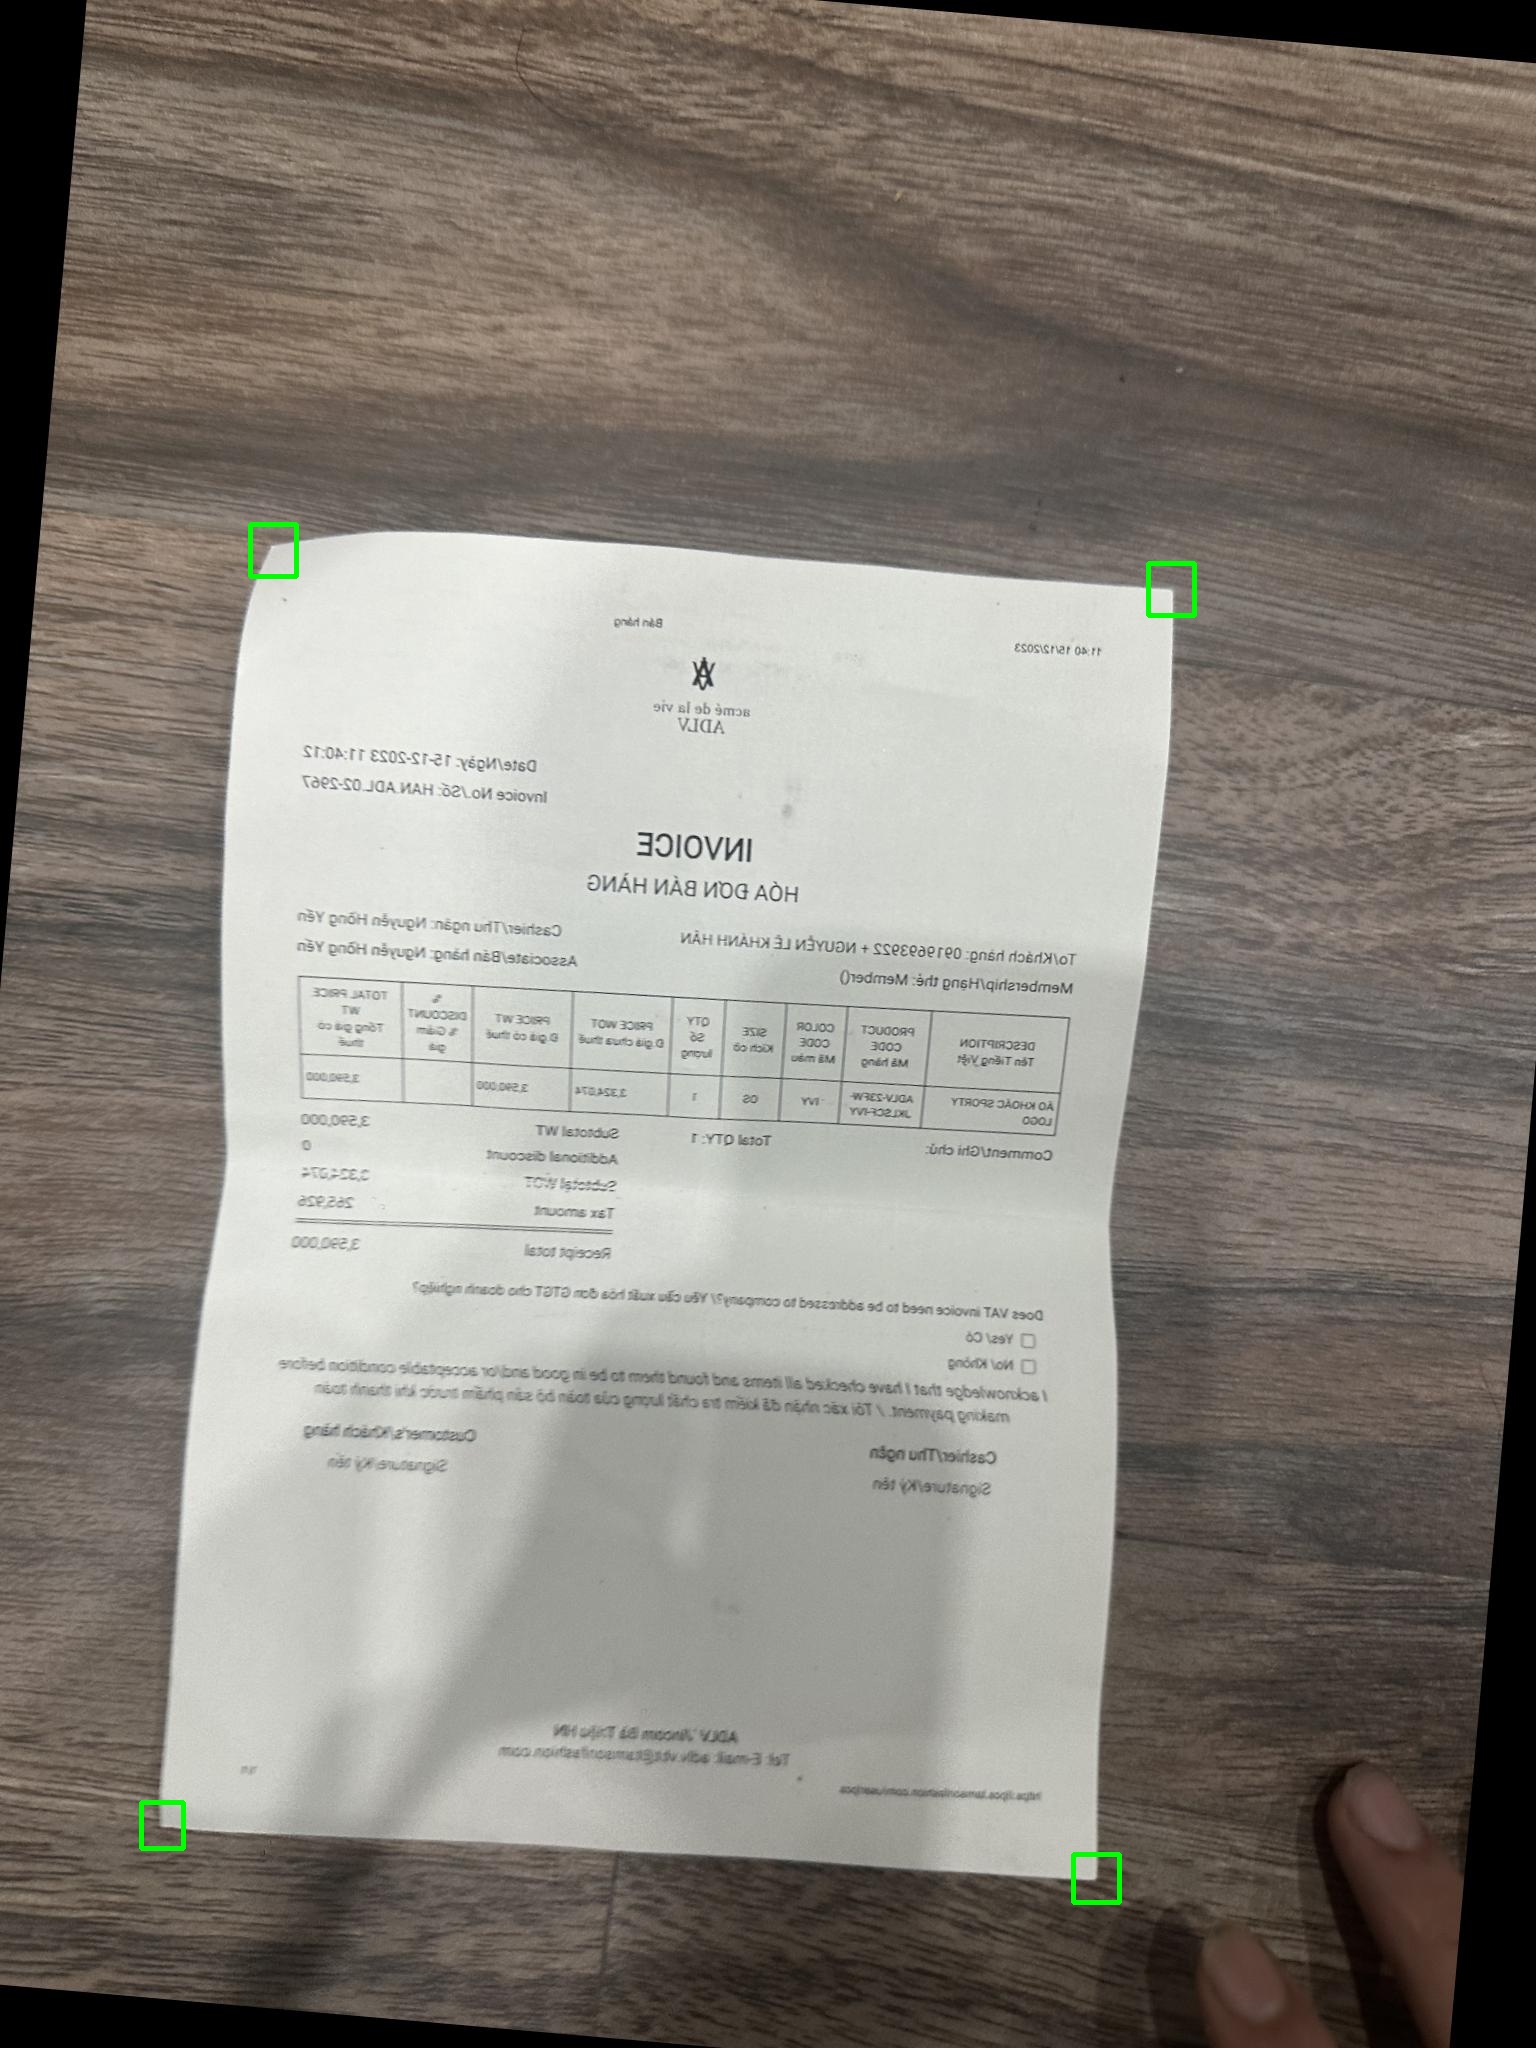 11:40 15/12/2023
Bán hàng
acmé de la vie
ADLV
Date/Ngày: 15-12-2023 11:40:12
Invoice No./Số: HAN.ADL.02-2967
INVOICE
HÓA ĐƠN BÁN HÀNG
To/Khách hàng: 0919693922 + NGUYỄN LÊ KHÁNH HÂN
Cashier/Thu ngân: Nguyễn Hồng Yến
Membership/Hạng thẻ: Member()
Associate/Bán hàng: Nguyễn Hồng Yến
DESCRIPTION Tên Tiếng Việt
PRODUCT CODE Mã hàng
COLOR CODE Mã màu
SIZE Kích cỡ
QTY Số lượng
PRICE WOT Đ.giá chưa thuế
PRICE WT Đ.giá có thuế
% DISCOUNT % Giảm giá
TOTAL PRICE WT Tổng giá có thuế
ÁO KHOÁC SPORTY LOGO
ADLV-23FW-JKLSCF-IVY
IVY
OS
1
3,324,074
3,590,000
3,590,000
Comment/Ghi chú:
Total QTY: 1
Subtotal WT 3,590,000
Additional discount 0
Subtotal WOT 3,324,074
Tax amount 265,926
Receipt total 3,590,000
Does VAT invoice need to be addressed to company?/ Yêu cầu xuất hóa đơn GTGT cho doanh nghiệp?
Yes/ Có
No/ Không
I acknowledge that I have checked all items and found them to be in good and/or acceptable condition before
making payment. / Tôi xác nhận đã kiểm tra chất lượng của toàn bộ sản phẩm trước khi thanh toán
Cashier/Thu ngân
Customer's/Khách hàng
Signature/Ký tên
Signature/Ký tên
ADLV Vincom Bà Triệu HN
Tel: E-mail: adlv.vbt@tamsonfashion.com
https://pos.tamsonfashion.com/user/pos
1/1